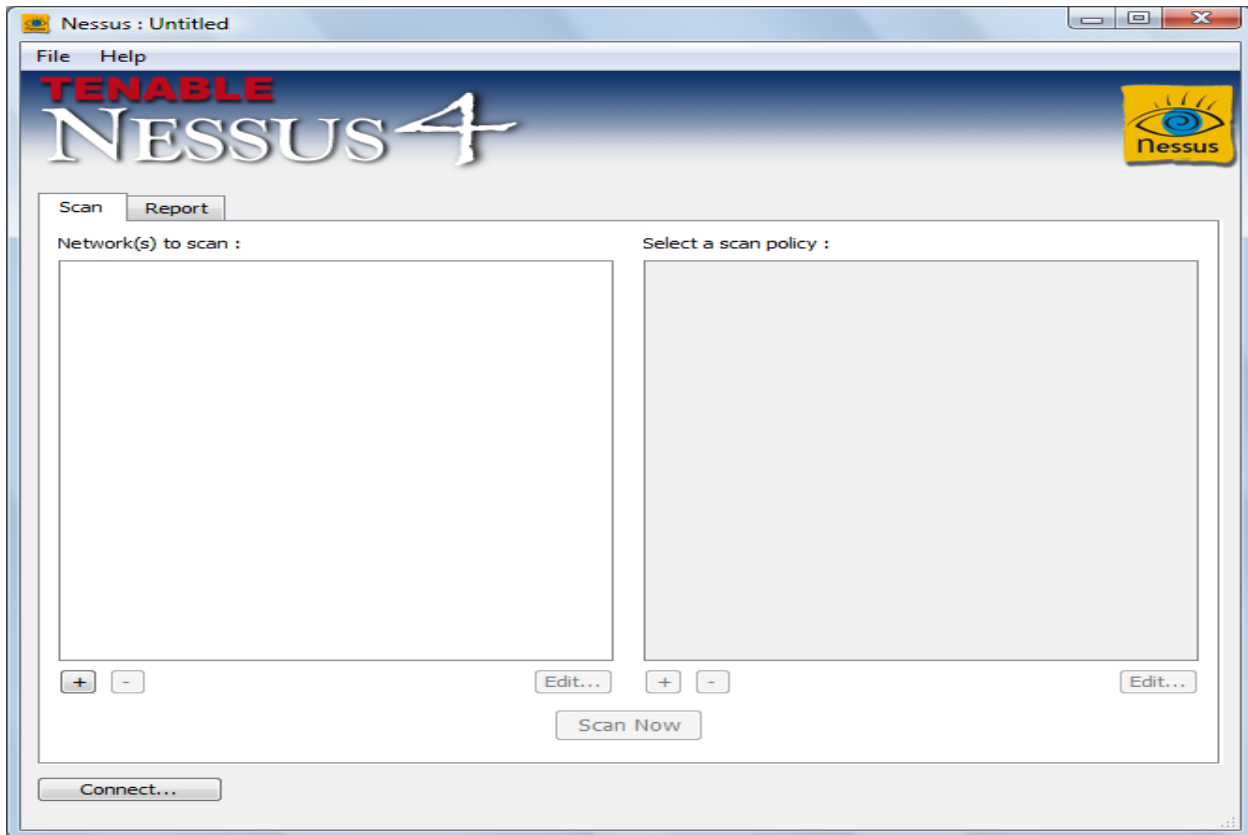 Nessus : Untitled
File Help
TENABLE
NESSUS 4
nessus
Scan Report
Network(s) to scan : Select a scan policy :
+ - Edit... + - Edit...
Scan Now
Connect...